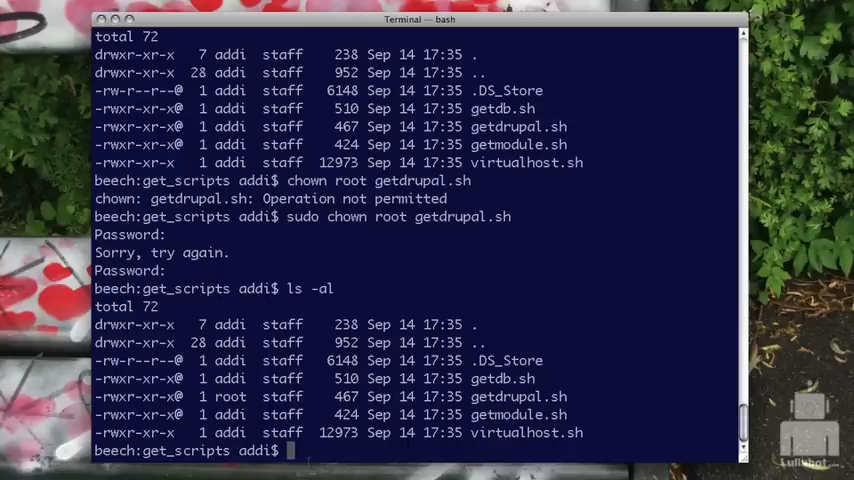 Terminal — bash
total 72
drwxr-xr-x   7 addi  staff    238 Sep 14 17:35 .
drwxr-xr-x  28 addi  staff    952 Sep 14 17:35 ..
-rw-r--r--@  1 addi  staff   6148 Sep 14 17:35 .DS_Store
-rwxr-xr-x@  1 addi  staff    510 Sep 14 17:35 getdb.sh
-rwxr-xr-x@  1 addi  staff    467 Sep 14 17:35 getdrupal.sh
-rwxr-xr-x@  1 addi  staff    424 Sep 14 17:35 getmodule.sh
-rwxr-xr-x   1 addi  staff  12973 Sep 14 17:35 virtualhost.sh
beech:get_scripts addi$ chown root getdrupal.sh
chown: getdrupal.sh: Operation not permitted
beech:get_scripts addi$ sudo chown root getdrupal.sh
Password:
Sorry, try again.
Password:
beech:get_scripts addi$ ls -al
total 72
drwxr-xr-x   7 addi  staff    238 Sep 14 17:35 .
drwxr-xr-x  28 addi  staff    952 Sep 14 17:35 ..
-rw-r--r--@  1 addi  staff   6148 Sep 14 17:35 .DS_Store
-rwxr-xr-x@  1 addi  staff    510 Sep 14 17:35 getdb.sh
-rwxr-xr-x@  1 root  staff    467 Sep 14 17:35 getdrupal.sh
-rwxr-xr-x@  1 addi  staff    424 Sep 14 17:35 getmodule.sh
-rwxr-xr-x   1 addi  staff  12973 Sep 14 17:35 virtualhost.sh
beech:get_scripts addi$
Lullabot.com